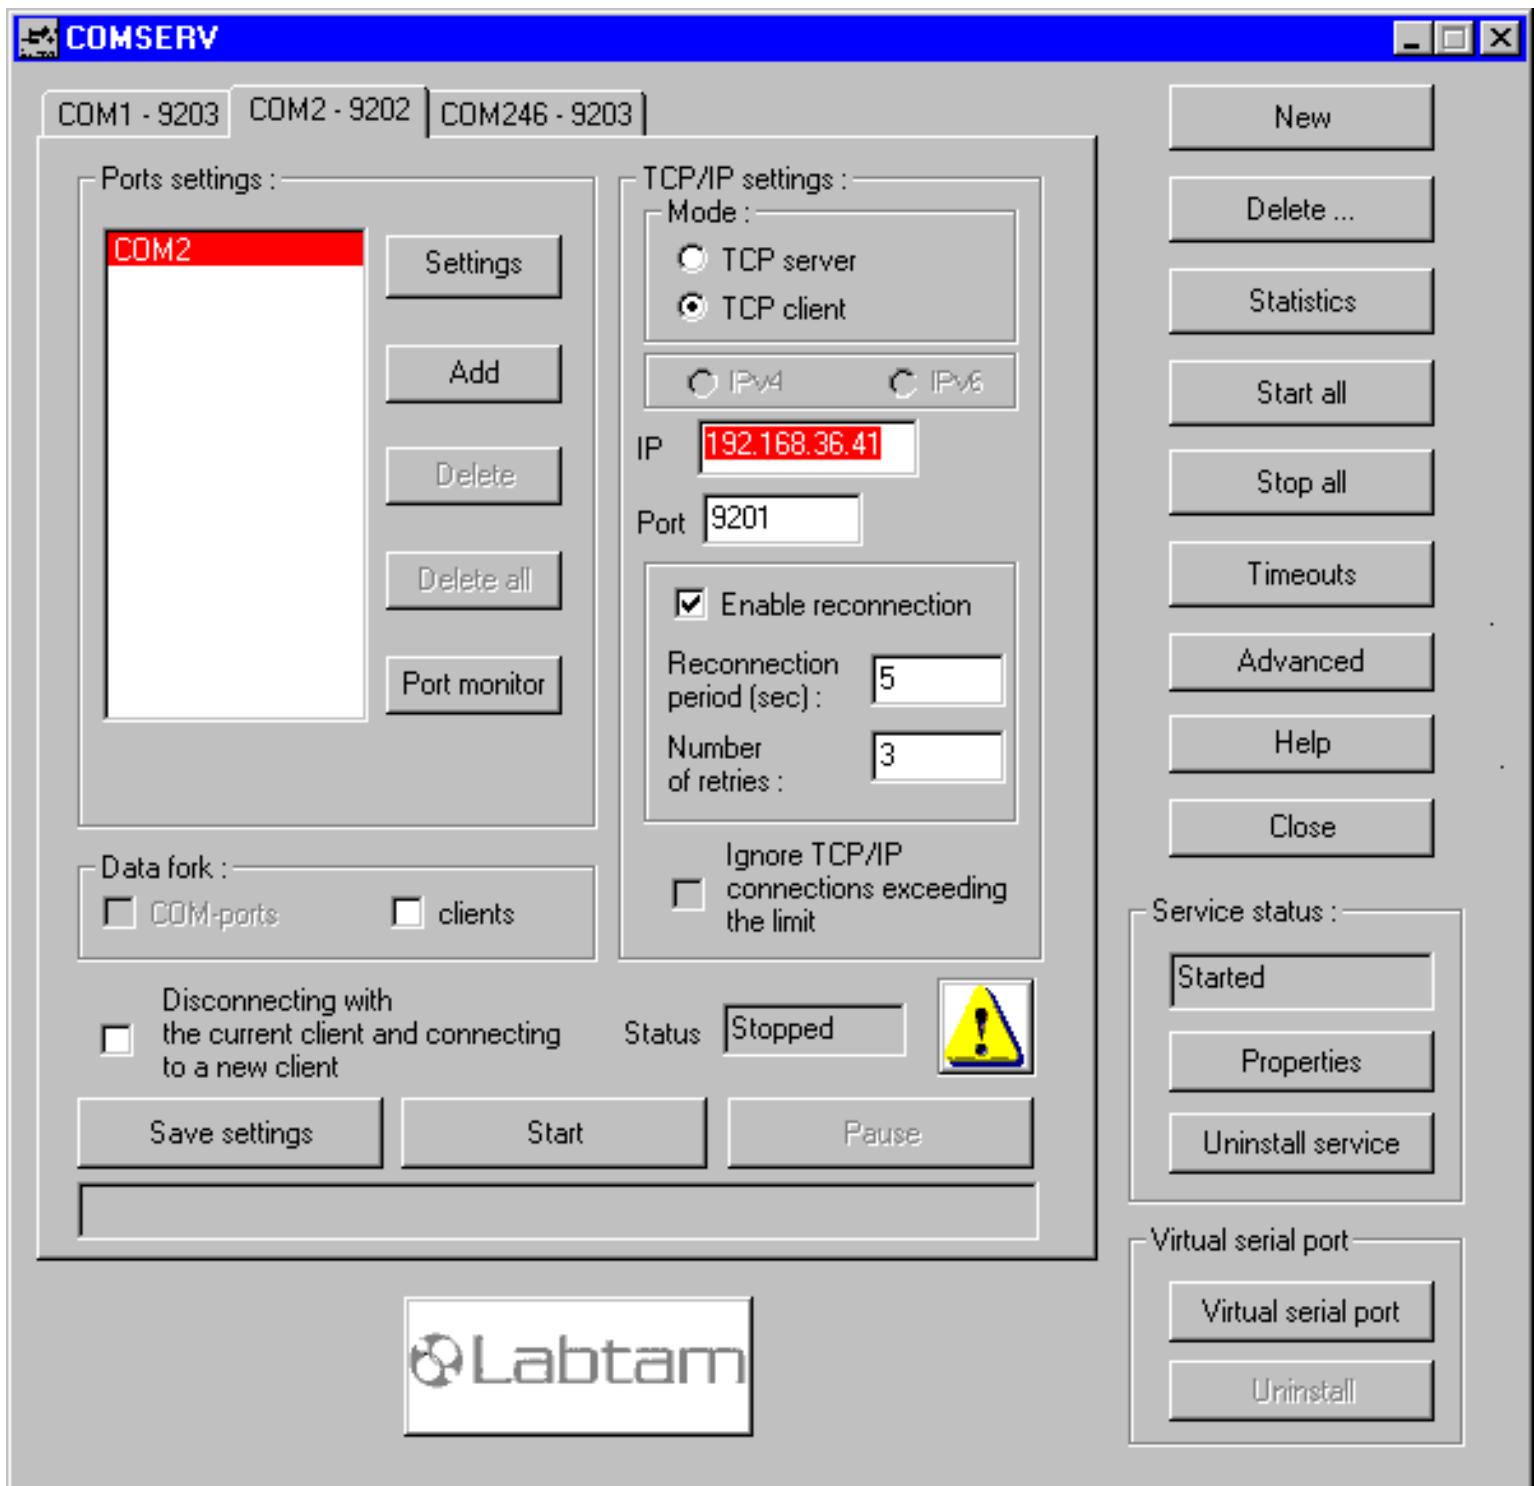 COMSERV
COM1 - 9203
COM2 - 9202
COM246 - 9203
Ports settings :
COM2
Settings
Add
Delete
Delete all
Port monitor
TCP/IP settings :
Mode :
TCP server
TCP client
IPv4
IPv6
IP
192.168.36.41
Port
9201
Enable reconnection
Reconnection
period (sec) :
5
Number
of retries :
3
Ignore TCP/IP
connections exceeding
the limit
Data fork :
COM-ports
clients
Disconnecting with
the current client and connecting
to a new client
Status
Stopped
Save settings
Start
Pause
Labtam
New
Delete ...
Statistics
Start all
Stop all
Timeouts
Advanced
Help
Close
Service status :
Started
Properties
Uninstall service
Virtual serial port
Virtual serial port
Uninstall